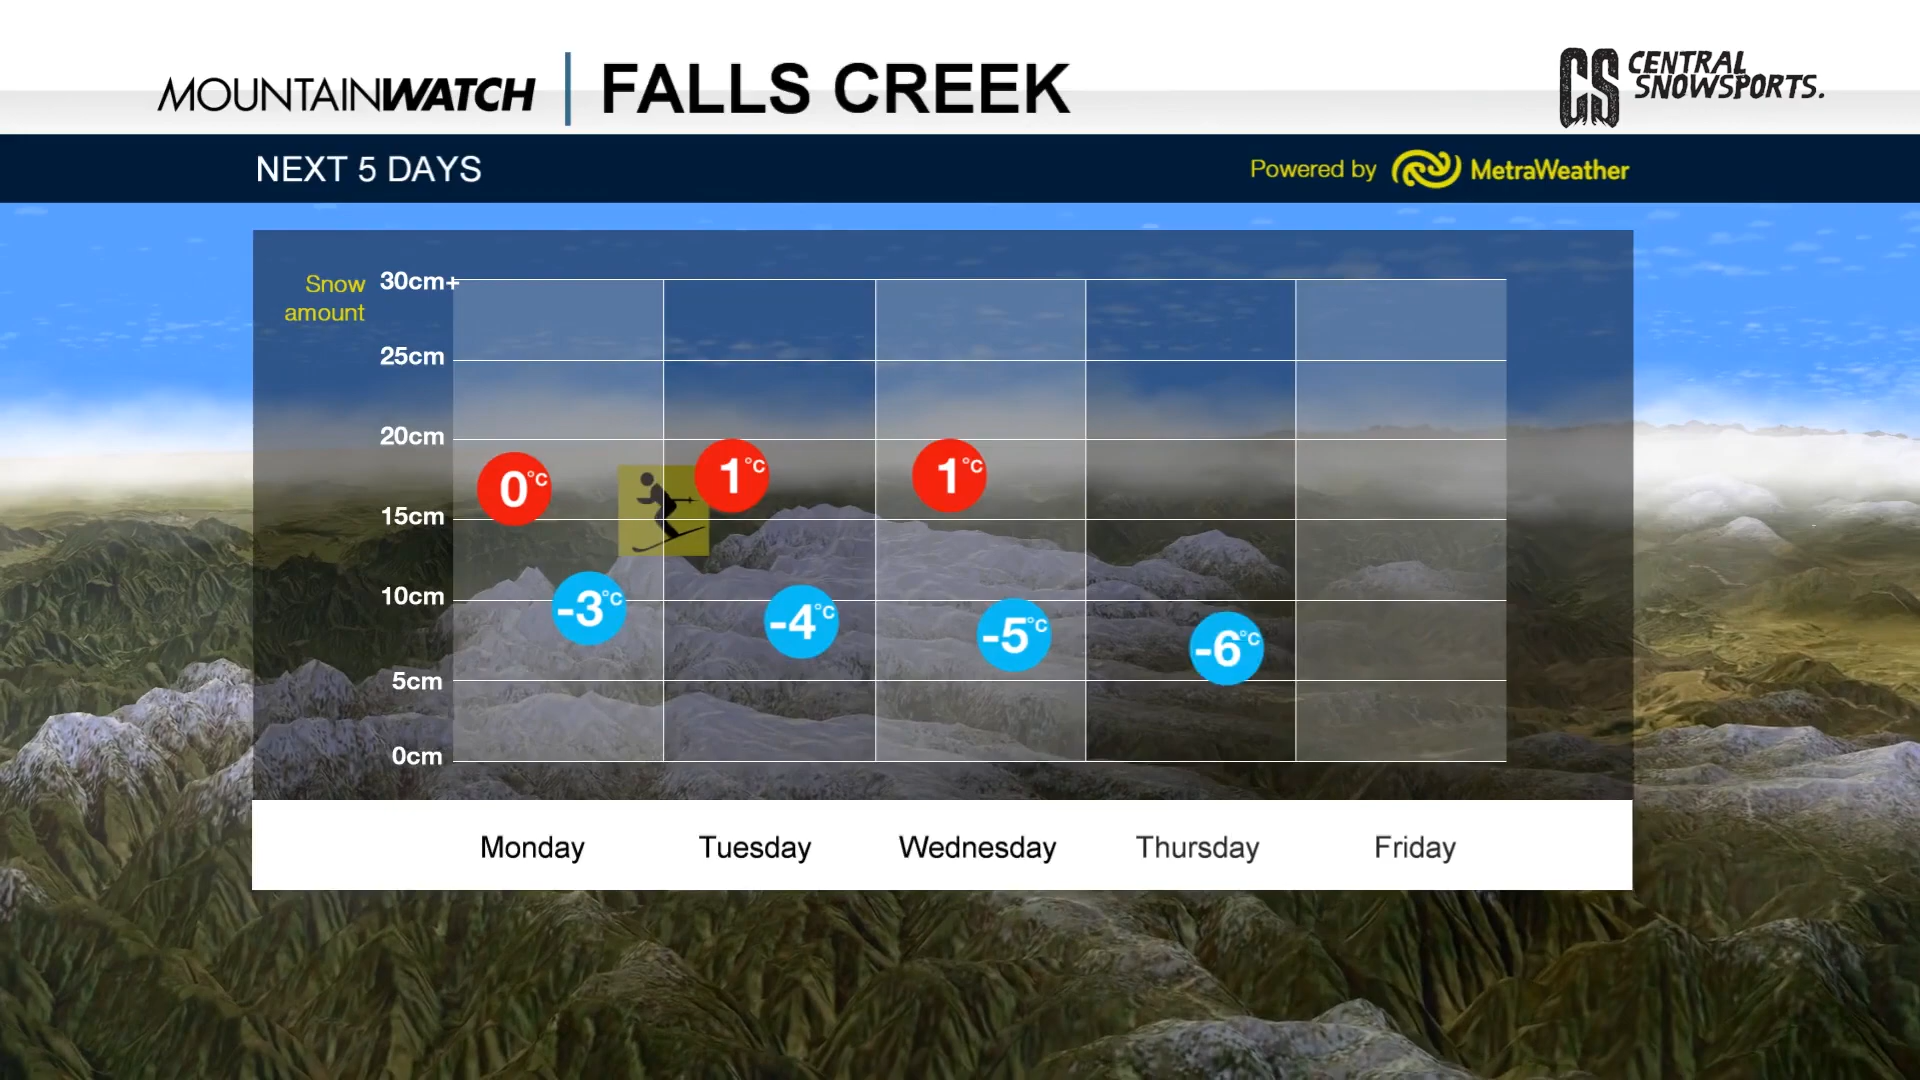 MOUNTAINWATCH
FALLS CREEK
CS CENTRAL
SNOWSPORTS.
NEXT 5 DAYS
Powered by MetraWeather
Snow
amount
30cm+
25cm
20cm
15cm
10cm
5cm
0cm
0°C
1°C
1°C
-3°C
-4°C
-5°C
-6°C
Monday Tuesday Wednesday Thursday Friday